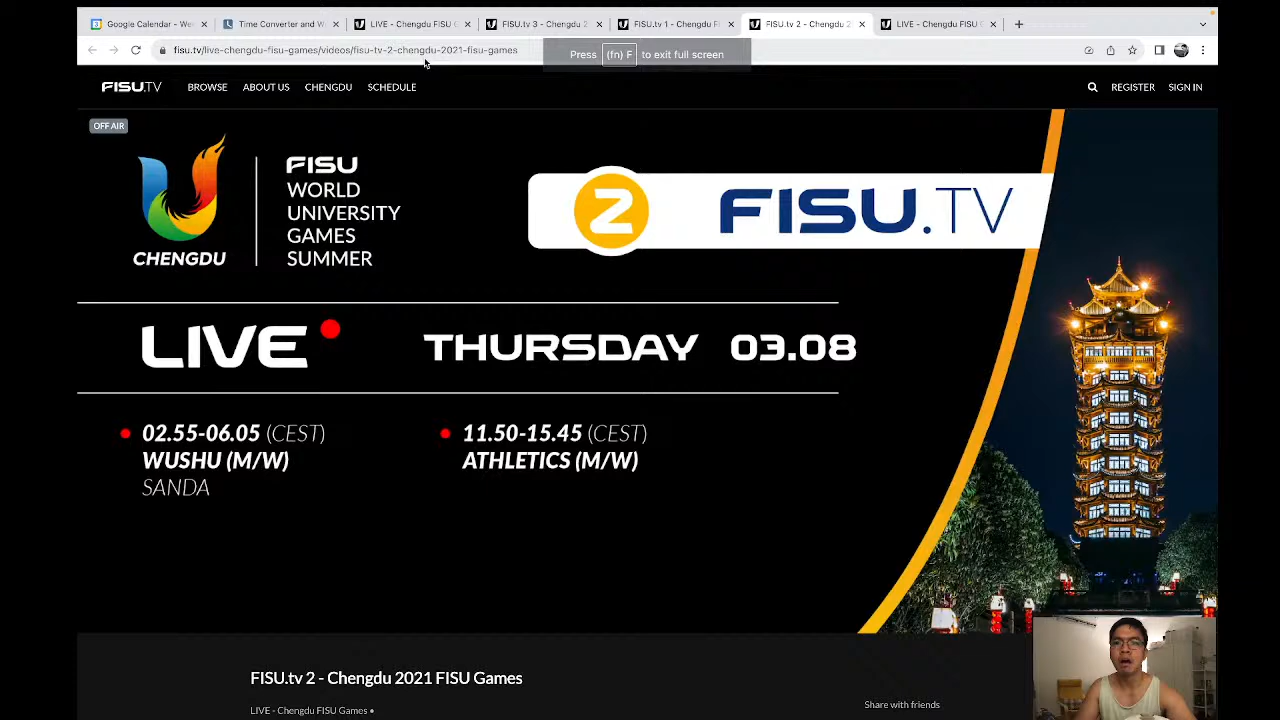 Google Calendar - We
Time Converter and W
LIVE - Chengdu FISU G
FISU.tv 3 - Chengdu 2
FISU.tv 1 - Chengdu F
FISU.tv 2 - Chengdu 2
LIVE - Chengdu FISU G
fisu.tv/live-chengdu-fisu-games/videos/fisu-tv-2-chengdu-2021-fisu-games
Press (fn) F to exit full screen
FISU.TV BROWSE ABOUT US CHENGDU SCHEDULE REGISTER SIGN IN
OFF AIR
CHENGDU
FISU
WORLD
UNIVERSITY
GAMES
SUMMER
2 FISU.TV
LIVE THURSDAY 03.08
02.55-06.05 (CEST)
WUSHU (M/W)
SANDA
11.50-15.45 (CEST)
ATHLETICS (M/W)
FISU.tv 2 - Chengdu 2021 FISU Games
LIVE - Chengdu FISU Games •
Share with friends